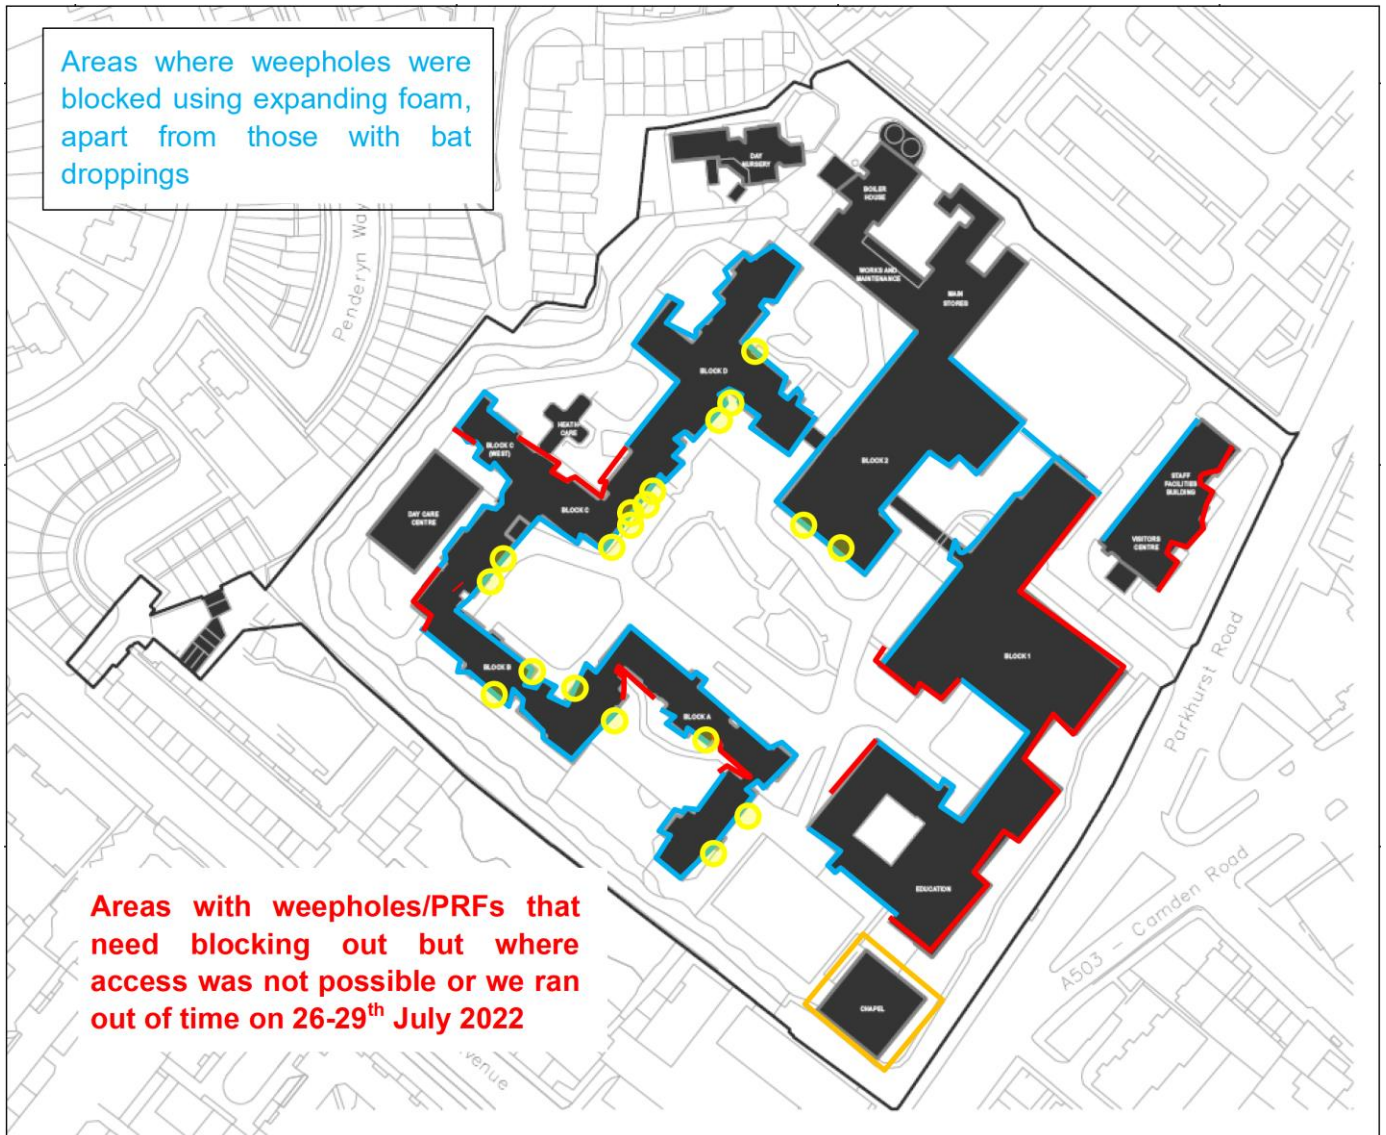 Areas where weepholes were
blocked using expanding foam,
apart from those with bat
droppings
Penderyn Way
DAY
NURSERY
BOILER
HOUSE
WORKS AND
MAINTENANCE
MAIN
STORES
BLOCK D
HEATH
CARE
BLOCK C
(WEST)
BLOCK C
DAY CARE
CENTRE
BLOCK 2
STAFF
FACILITIES
BUILDING
VISITORS
CENTRE
BLOCK B
BLOCK A
BLOCK 1
Parkhurst Road
EDUCATION
A503 - Camden Road
CHAPEL
Areas with weepholes/PRFs that
need blocking out but where
access was not possible or we ran
out of time on 26-29th July 2022
venue